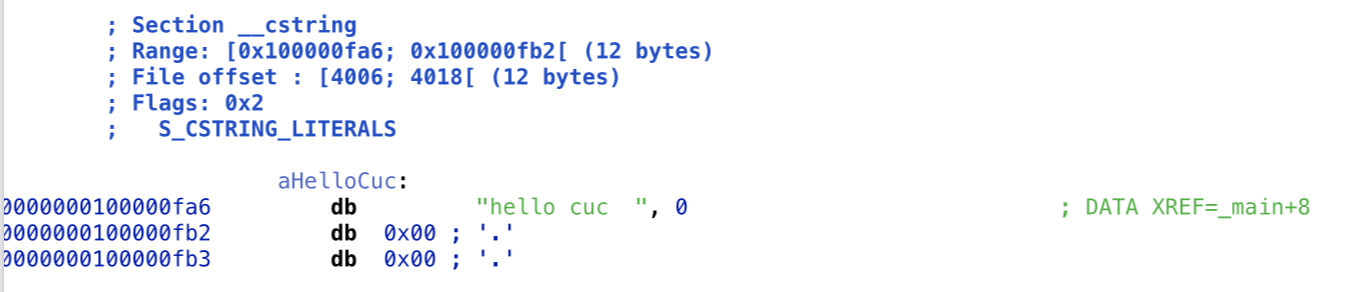 ; Section __cstring
; Range: [0x100000fa6; 0x100000fb2[ (12 bytes)
; File offset : [4006; 4018[ (12 bytes)
; Flags: 0x2
;   S_CSTRING_LITERALS
aHelloCuc:
0000000100000fa6 db "hello cuc  ", 0 ; DATA XREF=_main+8
0000000100000fb2 db 0x00 ; '.'
0000000100000fb3 db 0x00 ; '.'